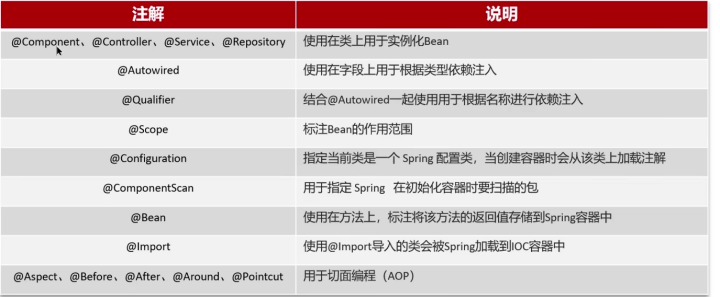 注解 说明
@Component、@Controller、@Service、@Repository 使用在类上用于实例化Bean
@Autowired 使用在字段上用于根据类型依赖注入
@Qualifier 结合@Autowired一起使用用于根据名称进行依赖注入
@Scope 标注Bean的作用范围
@Configuration 指定当前类是一个 Spring 配置类，当创建容器时会从该类上加载注解
@ComponentScan 用于指定 Spring 在初始化容器时要扫描的包
@Bean 使用在方法上，标注将该方法的返回值存储到Spring容器中
@Import 使用@Import导入的类会被Spring加载到IOC容器中
@Aspect、@Before、@After、@Around、@Pointcut 用于切面编程（AOP）